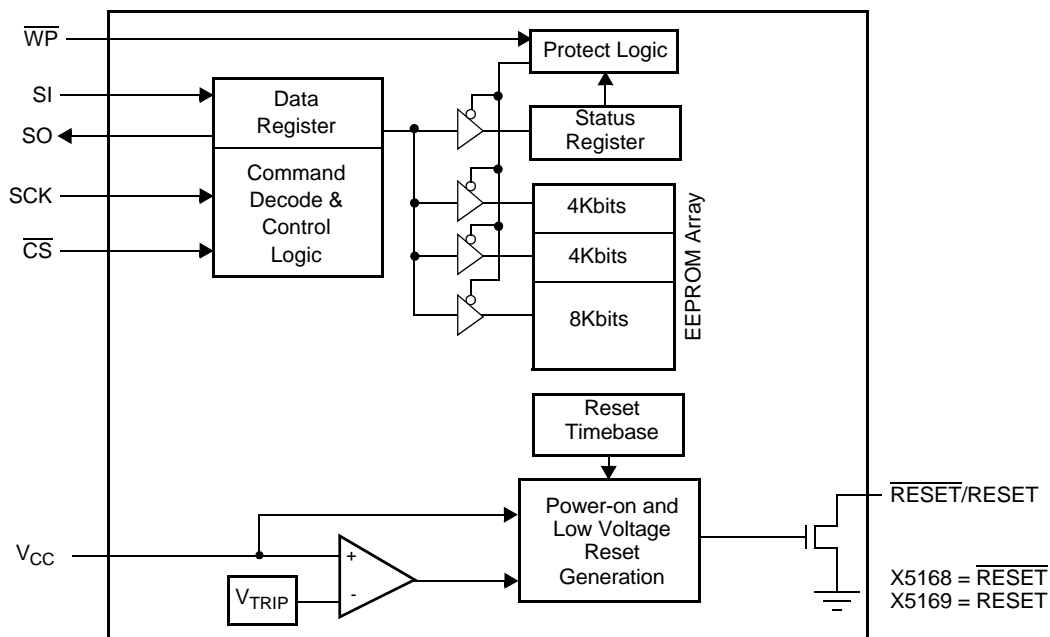 WP
Protect Logic
SI
Data
Register
SO
Status
Register
Command
Decode &
Control
Logic
SCK
CS
4Kbits
4Kbits
8Kbits
EEPROM Array
Reset
Timebase
RESET/RESET
Power-on and
Low Voltage
Reset
Generation
VCC
+
-
VTRIP
X5168 = RESET
X5169 = RESET